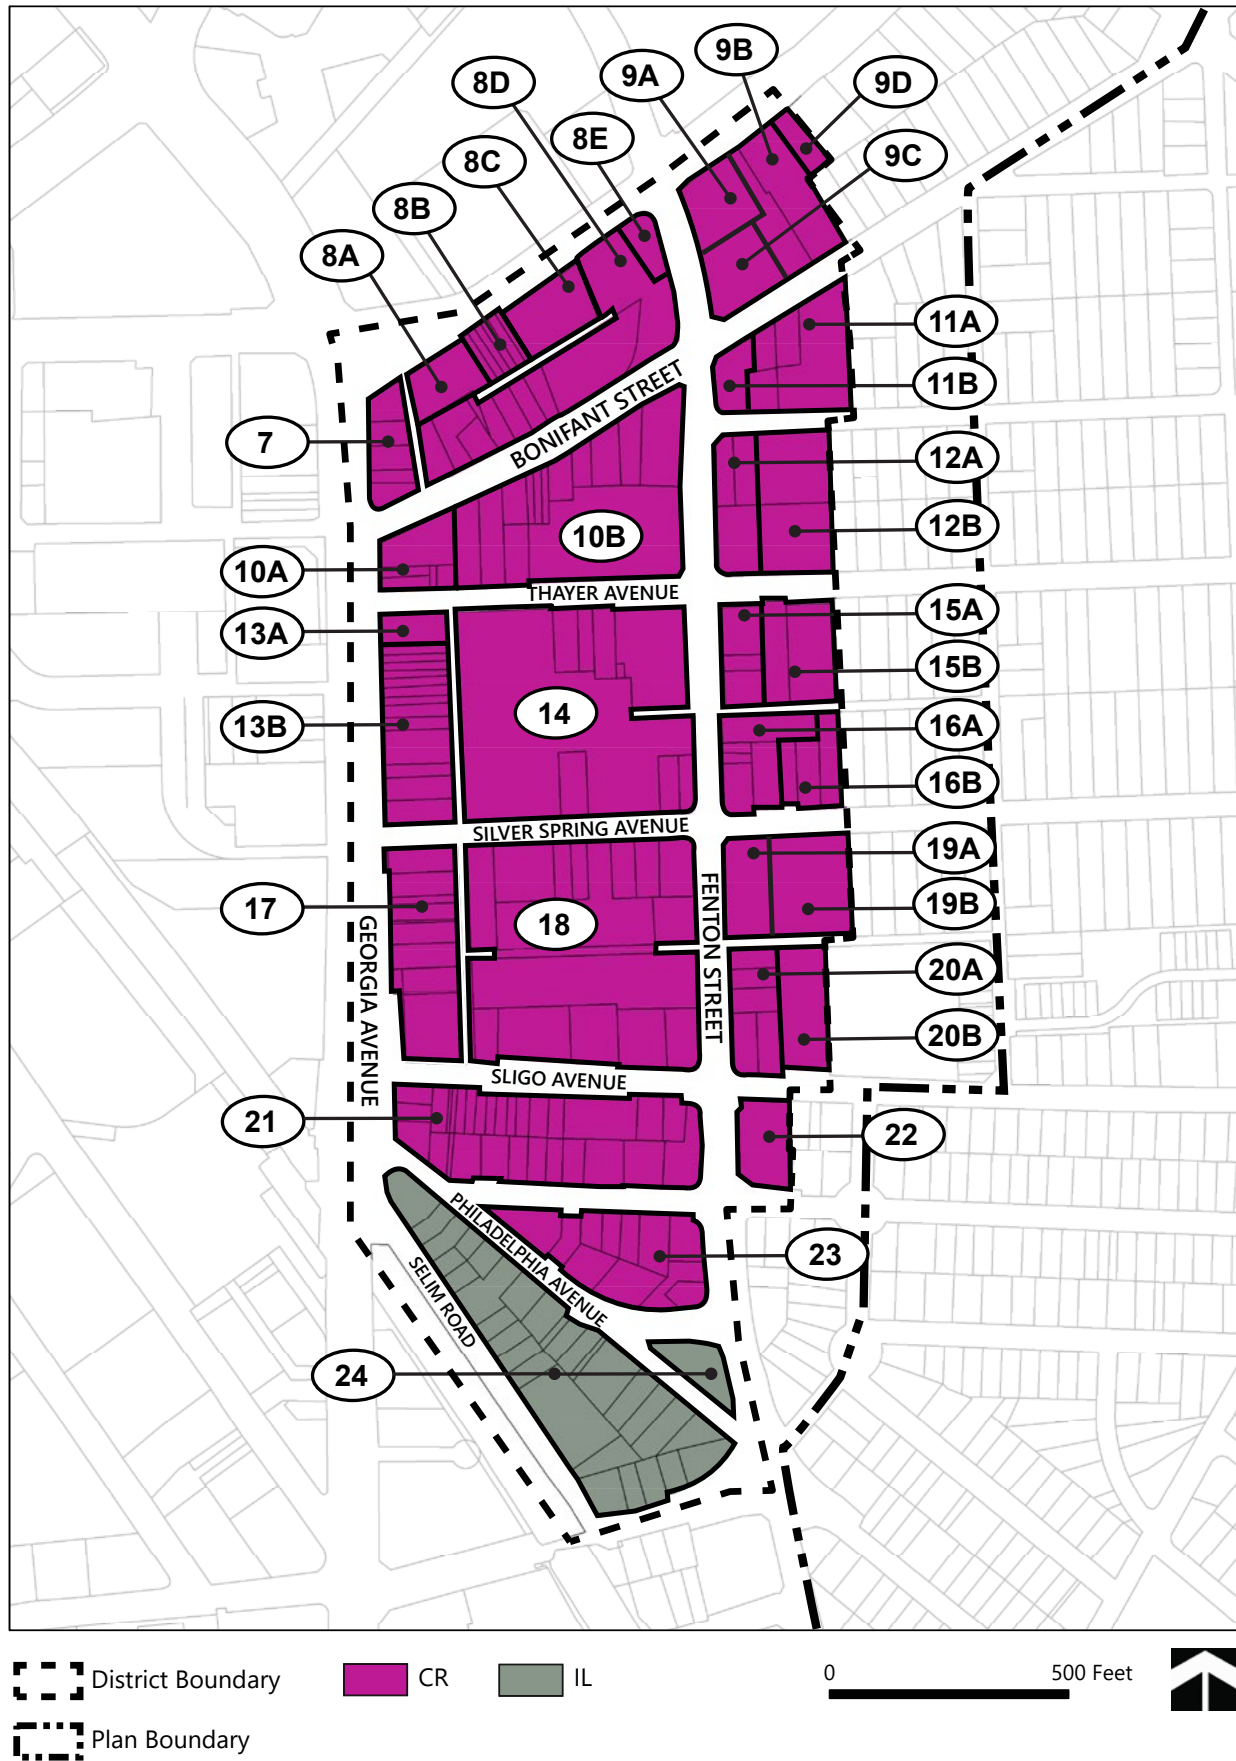 9B
8D
9A
9D
8E
9C
8C
8B
8A
11A
11B
BONIFANT STREET
7
12A
12B
10B
10A
THAYER AVENUE
15A
13A
15B
14
13B
16A
16B
SILVER SPRING AVENUE
19A
17
18
19B
FENTON STREET
GEORGIA AVENUE
20A
20B
SLIGO AVENUE
21
22
PHILADELPHIA AVENUE
23
SELIM ROAD
24
District Boundary
CR
IL
0
500 Feet
Plan Boundary